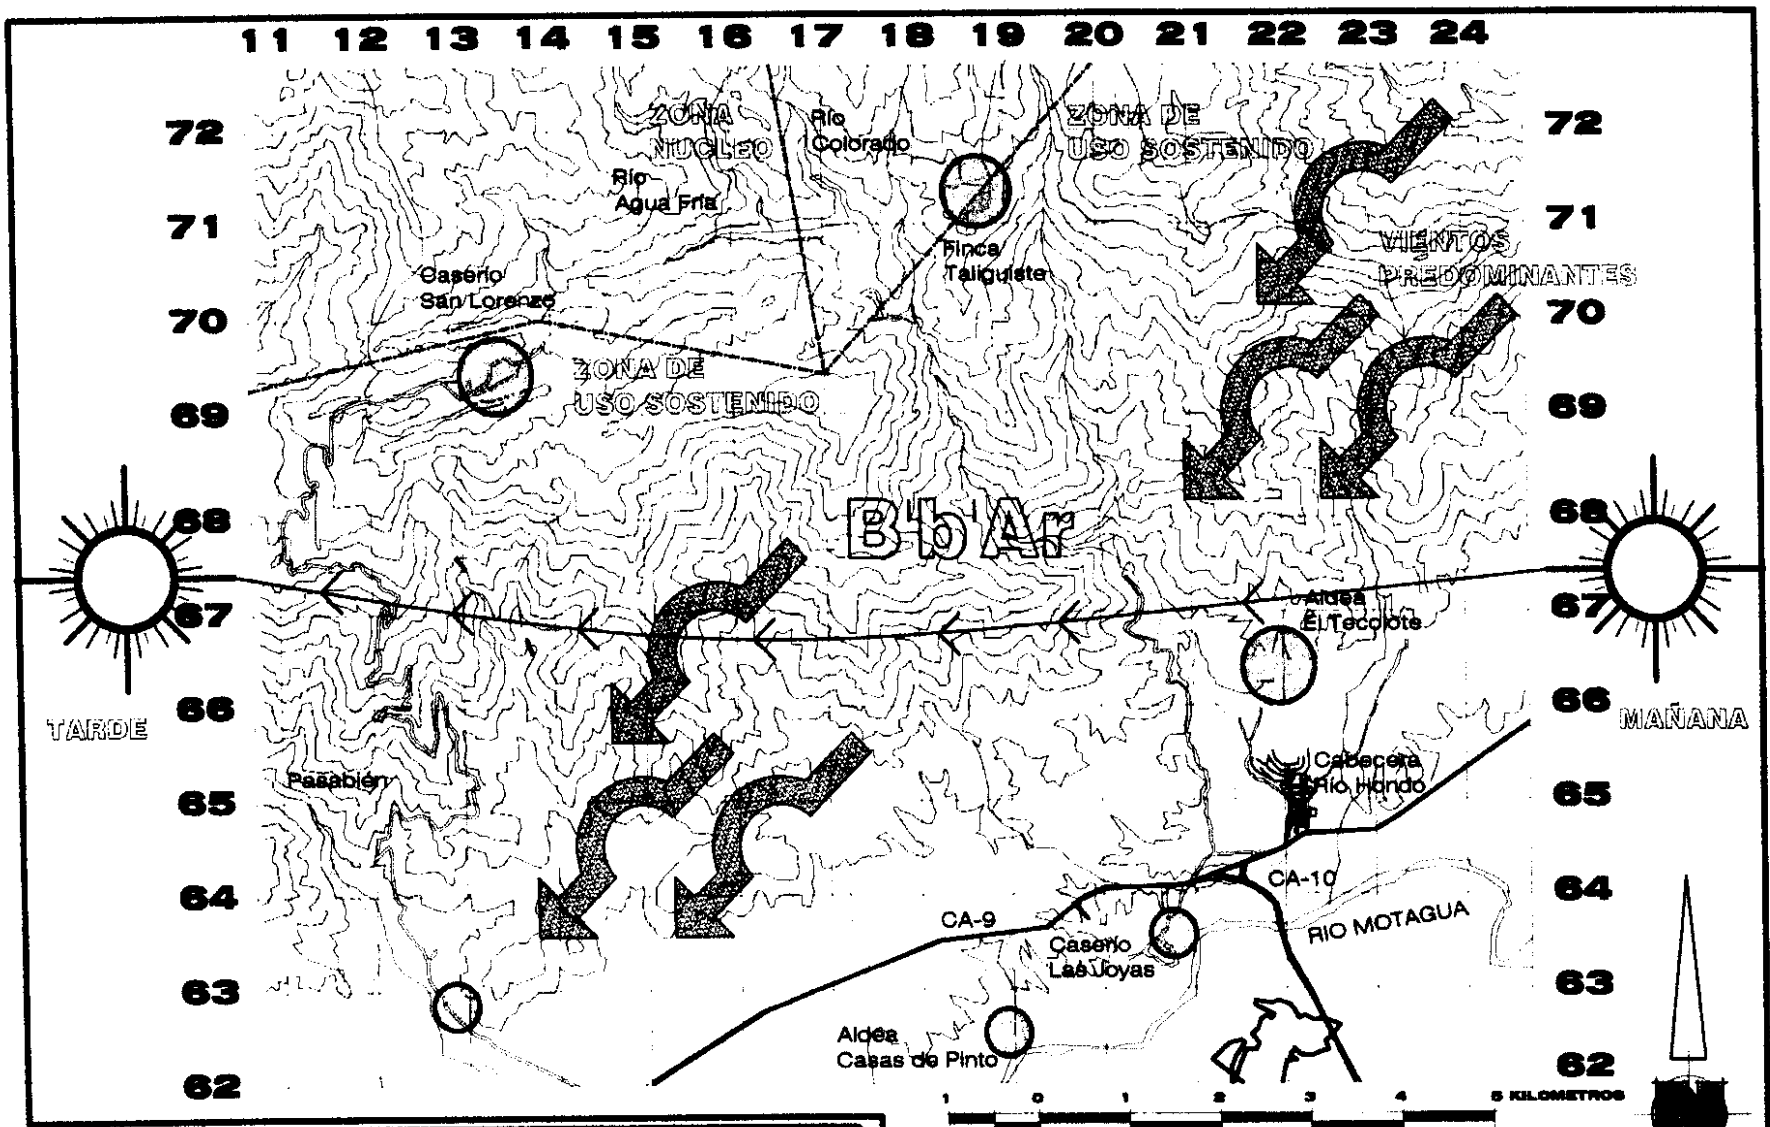 11 12 13 14 15 16 17 18 19 20 21 22 23 24
72
ZONA
NUCLEO
Río
Colorado
ZONA DE
USO SOSTENIDO
72
Río
Agua Fría
71
71
Finca
Taliguiste
VIENTOS
PREDOMINANTES
Caserío
San Lorenzo
70
70
ZONA DE
USO SOSTENIDO
69
69
BbAr
68
68
67
Aldea
El Tecolote
67
TARDE
66
66
MAÑANA
Pasabién
65
Cabecera
Río Hondo
65
64
CA-10
64
CA-9
RIO MOTAGUA
Caserío
Las Joyas
63
63
Aldea
Casas de Pinto
62
62
1 0 1 2 3 4 5 KILOMETROS